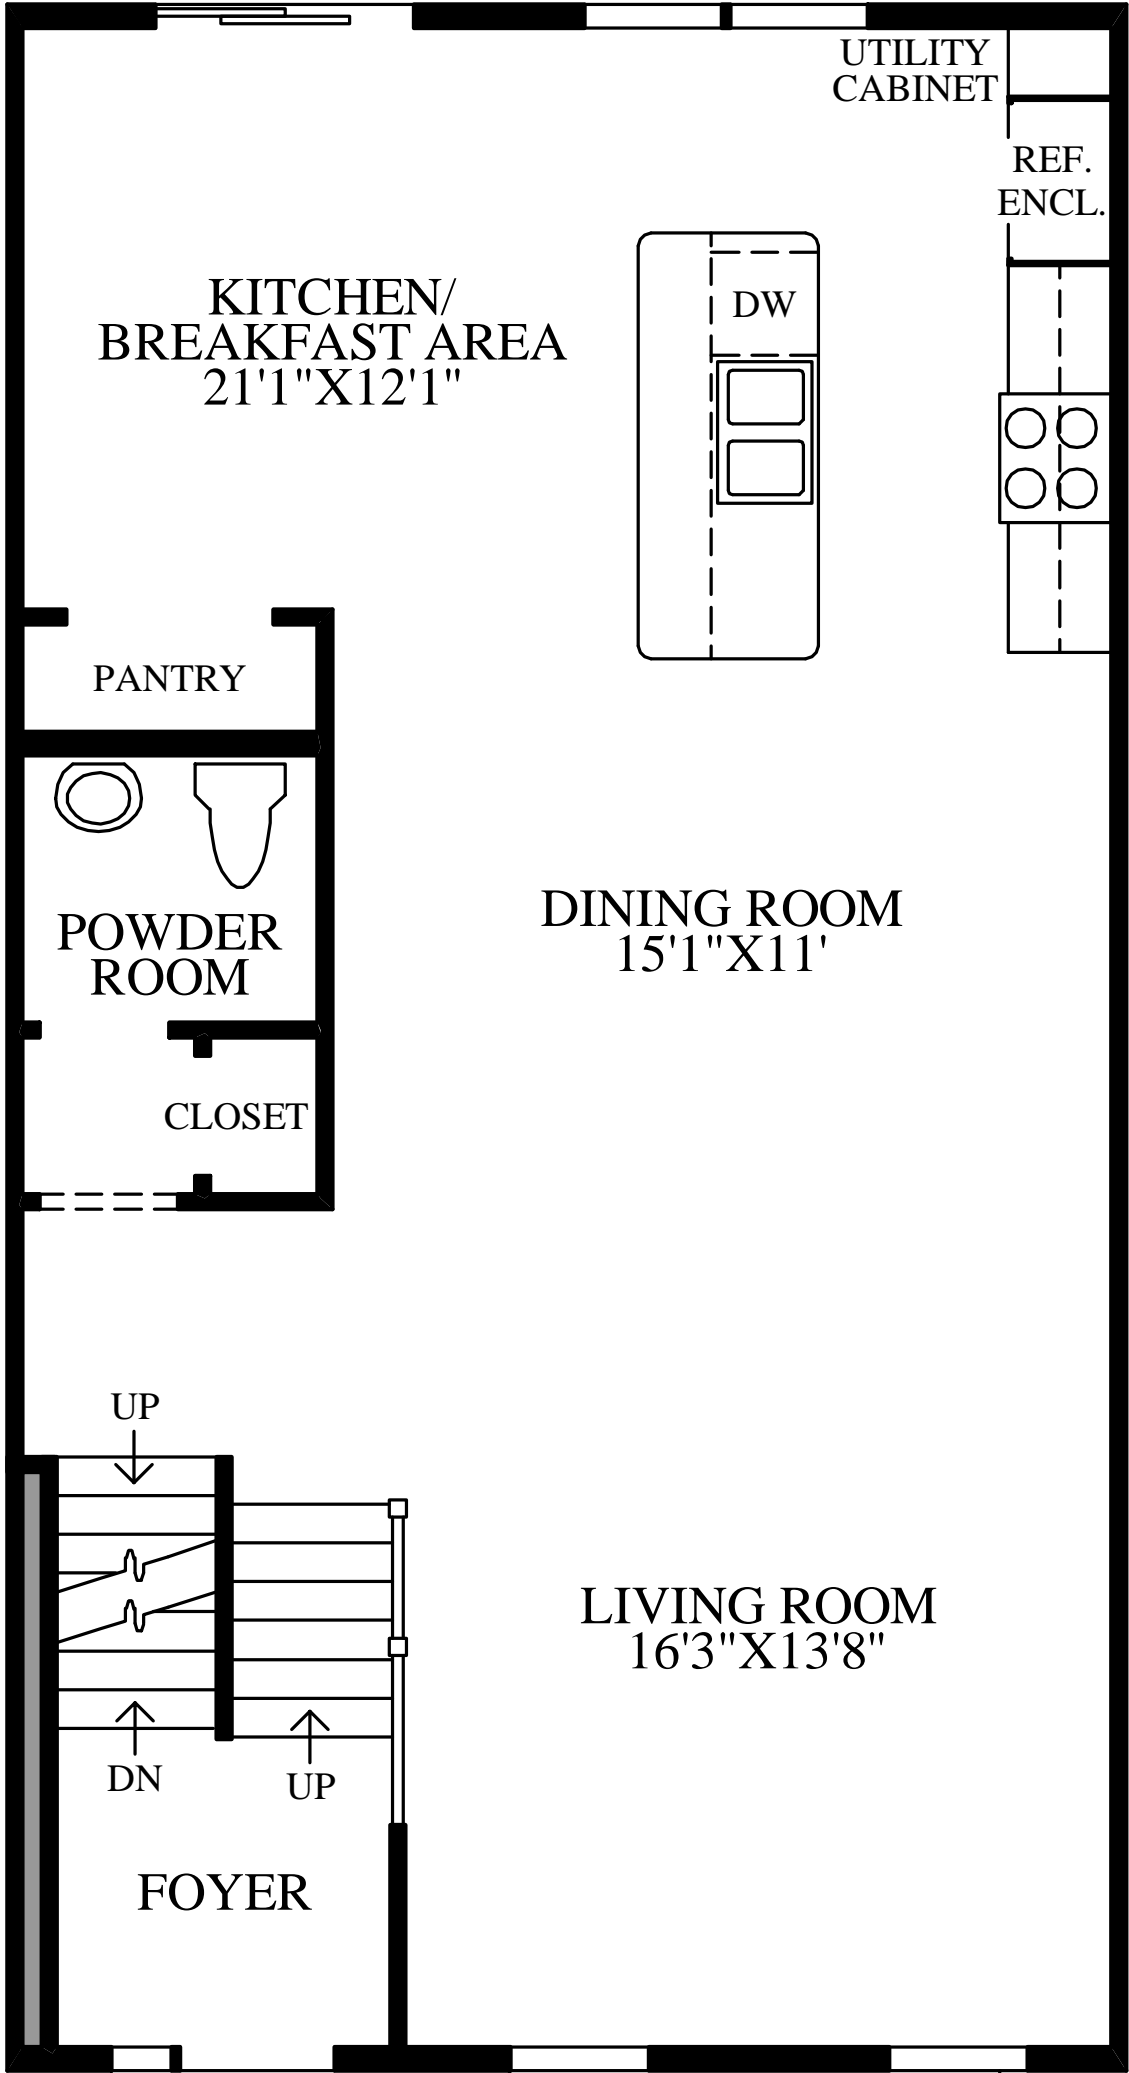 UTILITY
CABINET
REF.
ENCL.
KITCHEN/
BREAKFAST AREA
21'1"X12'1"
DW
PANTRY
POWDER
ROOM
DINING ROOM
15'1"X11'
CLOSET
UP
LIVING ROOM
16'3"X13'8"
DN
UP
FOYER